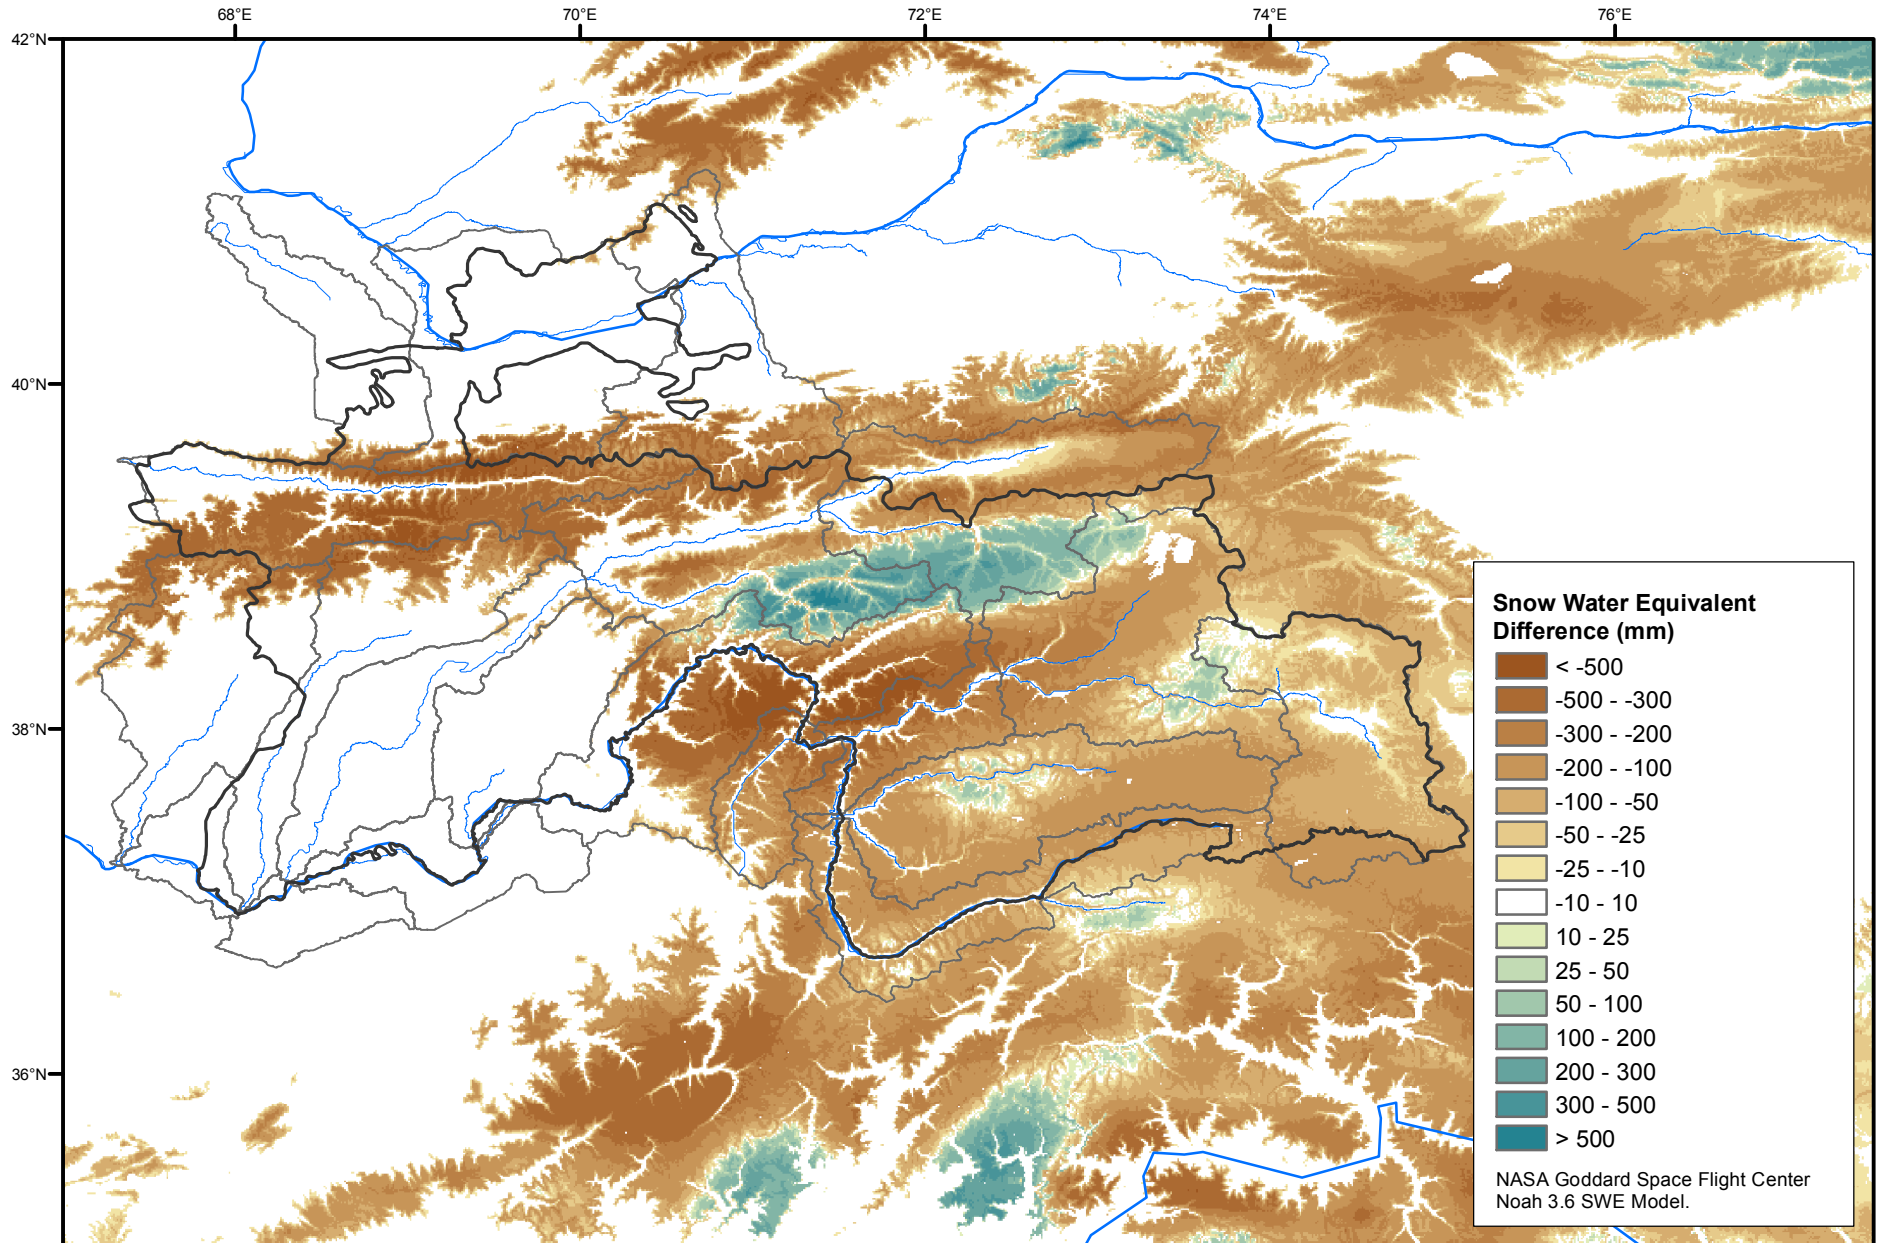 68°E 70°E 72°E 74°E 76°E
42°N
40°N
38°N
36°N
Snow Water Equivalent
Difference (mm)
< -500
-500 - -300
-300 - -200
-200 - -100
-100 - -50
-50 - -25
-25 - -10
-10 - 10
10 - 25
25 - 50
50 - 100
100 - 200
200 - 300
300 - 500
> 500
NASA Goddard Space Flight Center
Noah 3.6 SWE Model.